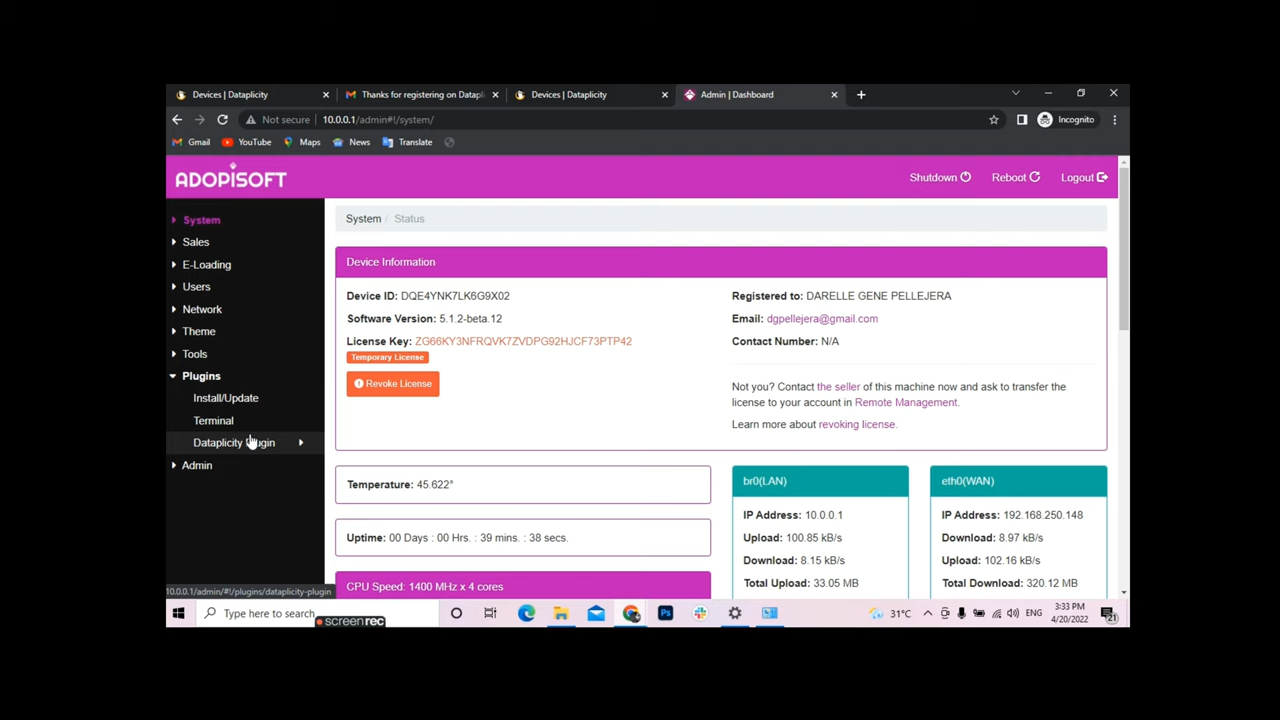 Devices | Dataplicity
Thanks for registering on Datapl
Devices | Dataplicity
Admin | Dashboard
Not secure 10.0.0.1/admin#!/system/
Incognito
Gmail YouTube Maps News Translate
ADOPISOFT
Shutdown Reboot Logout
System
Sales
E-Loading
Users
Network
Theme
Tools
Plugins
Install/Update
Terminal
Dataplicity Plugin
Admin
10.0.0.1/admin/#!/plugins/dataplicity-plugin
System / Status
Device Information
Device ID: DQE4YNK7LK6G9X02
Software Version: 5.1.2-beta.12
License Key: ZG66KY3NFRQVK7ZVDPG92HJCF73PTP42
Temporary License
Revoke License
Registered to: DARELLE GENE PELLEJERA
Email: dgpellejera@gmail.com
Contact Number: N/A
Not you? Contact the seller of this machine now and ask to transfer the
license to your account in Remote Management.
Learn more about revoking license.
Temperature: 45.622°
Uptime: 00 Days : 00 Hrs. : 39 mins. : 38 secs.
CPU Speed: 1400 MHz x 4 cores
br0(LAN)
IP Address: 10.0.0.1
Upload: 100.85 kB/s
Download: 8.15 kB/s
Total Upload: 33.05 MB
eth0(WAN)
IP Address: 192.168.250.148
Download: 8.97 kB/s
Upload: 102.16 kB/s
Total Download: 320.12 MB
Type here to search
screenrec
31°C
ENG
3:33 PM
4/20/2022
21